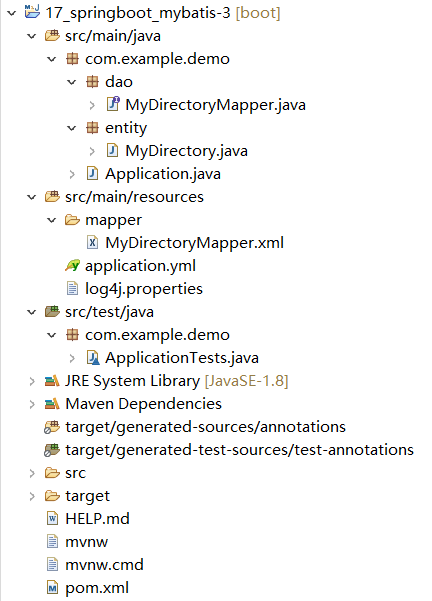 17_springboot_mybatis-3 [boot]
src/main/java
com.example.demo
dao
MyDirectoryMapper.java
entity
MyDirectory.java
Application.java
src/main/resources
mapper
MyDirectoryMapper.xml
application.yml
log4j.properties
src/test/java
com.example.demo
ApplicationTests.java
JRE System Library [JavaSE-1.8]
Maven Dependencies
target/generated-sources/annotations
target/generated-test-sources/test-annotations
src
target
HELP.md
mvnw
mvnw.cmd
pom.xml